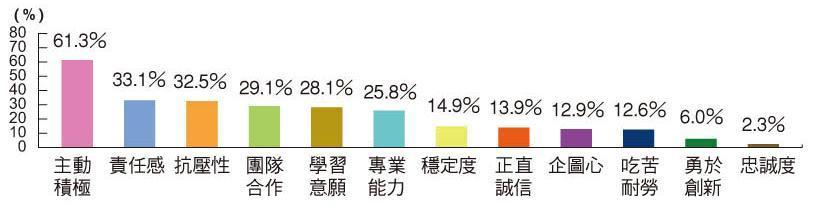 (%)
80
70
60
50
40
30
20
10
0
61.3%
33.1%
32.5%
29.1%
28.1%
25.8%
14.9%
13.9%
12.9%
12.6%
6.0%
2.3%
主動
積極
責任感
抗壓性
團隊
合作
學習
意願
專業
能力
穩定度
正直
誠信
企圖心
吃苦
耐勞
勇於
創新
忠誠度